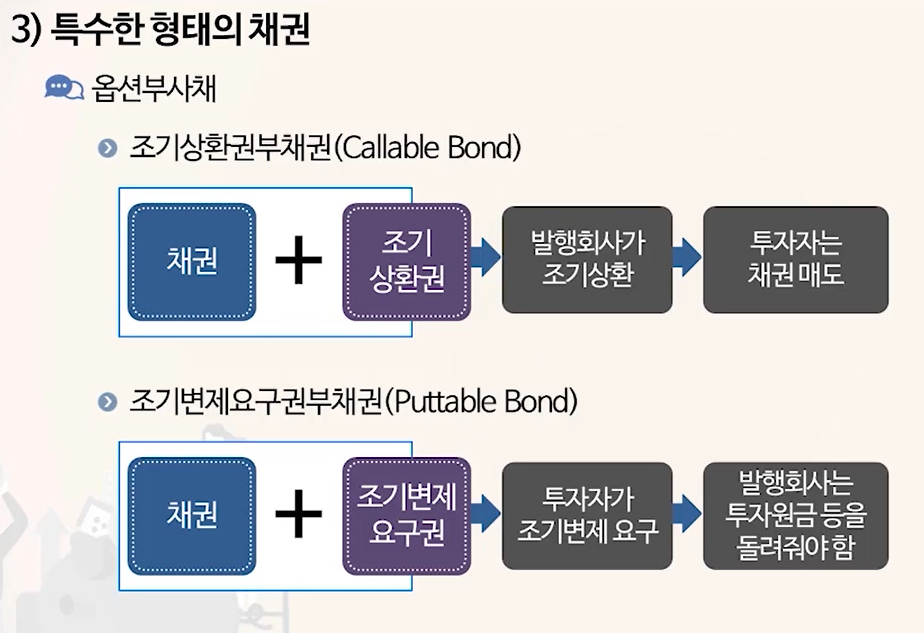 3) 특수한 형태의 채권
옵션부사채
조기상환권부채권(Callable Bond)
채권
+
조기
상환권
발행회사가
조기상환
투자자는
채권 매도
조기변제요구권부채권(Puttable Bond)
채권
+
조기변제
요구권
투자자가
조기변제 요구
발행회사는
투자원금 등을
돌려줘야 함